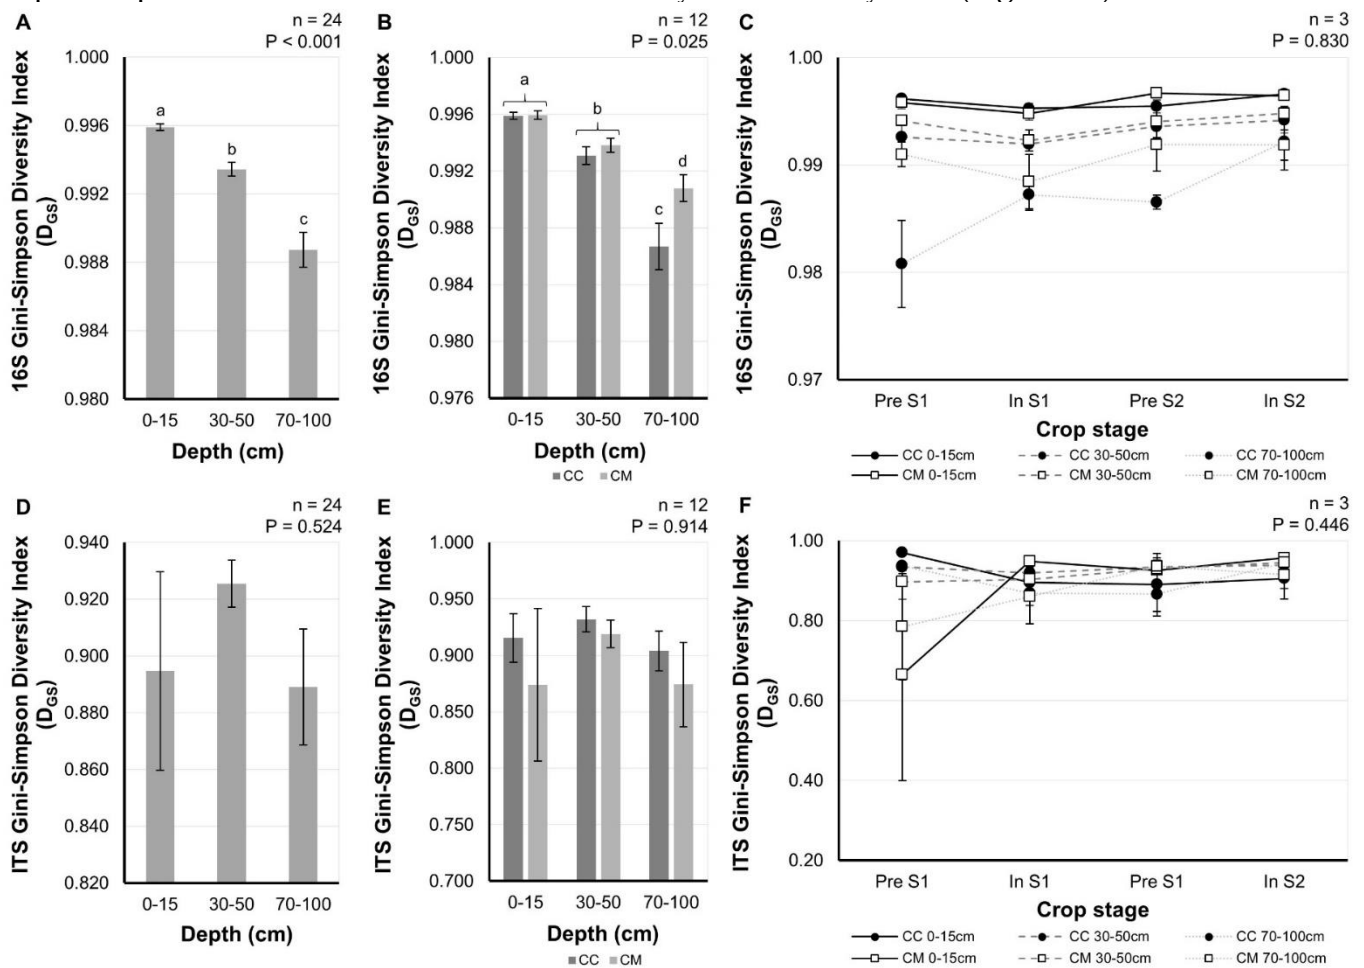 A
n = 24
P < 0.001
16S Gini-Simpson Diversity Index
(DGS)
1.000
0.996
0.992
0.988
0.984
0.980
a
b
c
0-15
30-50
70-100
Depth (cm)
B
n = 12
P = 0.025
16S Gini-Simpson Diversity Index
(DGS)
1.000
0.996
0.992
0.988
0.984
0.980
0.976
a
b
c
d
0-15
30-50
70-100
Depth (cm)
CC CM
C
n = 3
P = 0.830
16S Gini-Simpson Diversity Index
(DGS)
1.00
0.99
0.98
0.97
Pre S1
In S1
Pre S2
In S2
Crop stage
CC 0-15cm CC 30-50cm CC 70-100cm
CM 0-15cm CM 30-50cm CM 70-100cm
D
n = 24
P = 0.524
ITS Gini-Simpson Diversity Index
(DGS)
0.940
0.920
0.900
0.880
0.860
0.840
0.820
0-15
30-50
70-100
Depth (cm)
E
n = 12
P = 0.914
ITS Gini-Simpson Diversity Index
(DGS)
1.000
0.950
0.900
0.850
0.800
0.750
0.700
0-15
30-50
70-100
Depth (cm)
CC CM
F
n = 3
P = 0.446
ITS Gini-Simpson Diversity Index
(DGS)
1.00
0.80
0.60
0.40
0.20
Pre S1
In S1
Pre S1
In S2
Crop stage
CC 0-15cm CC 30-50cm CC 70-100cm
CM 0-15cm CM 30-50cm CM 70-100cm